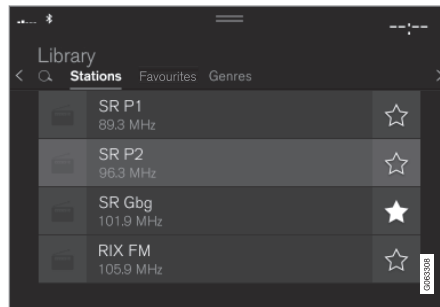 --:--
Library
Stations Favourites Genres
SR P1
89.3 MHz
SR P2
96.3 MHz
SR Gbg
101.9 MHz
RIX FM
105.9 MHz
G063308